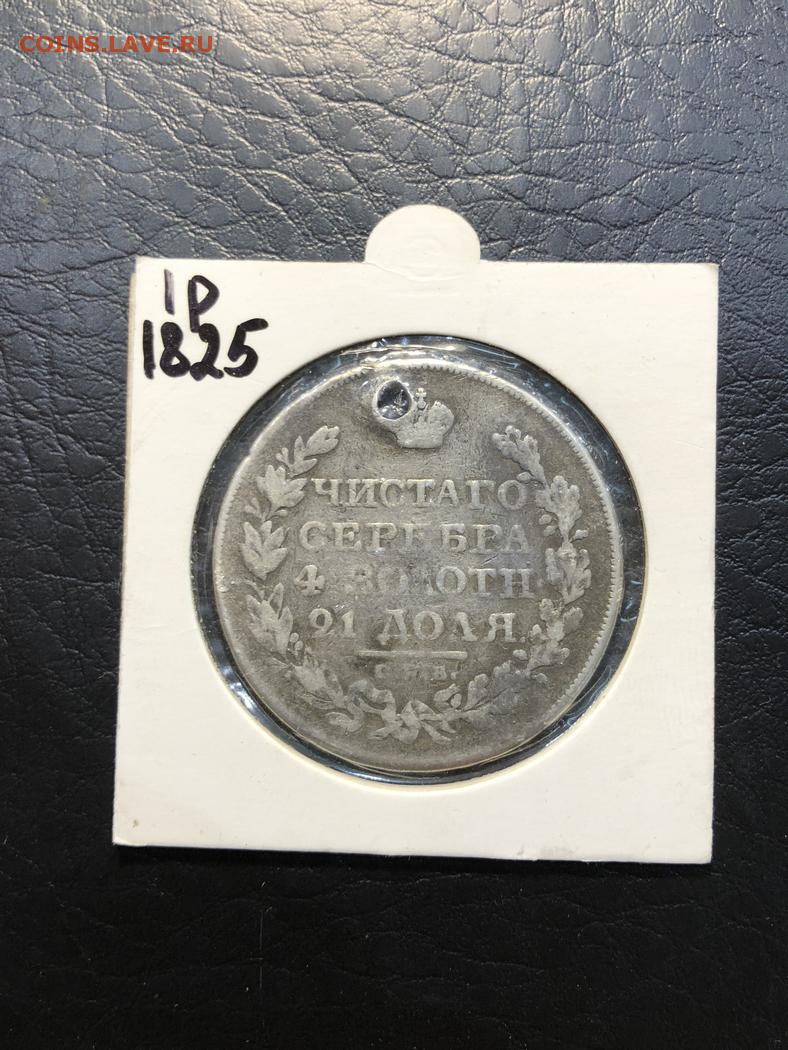 COINS.LAVE.RU
1р
1825
ЧИСТАГО
СЕРЕБРА
4 ЗОЛОТН
21 ДОЛЯ.
С.П.Б.